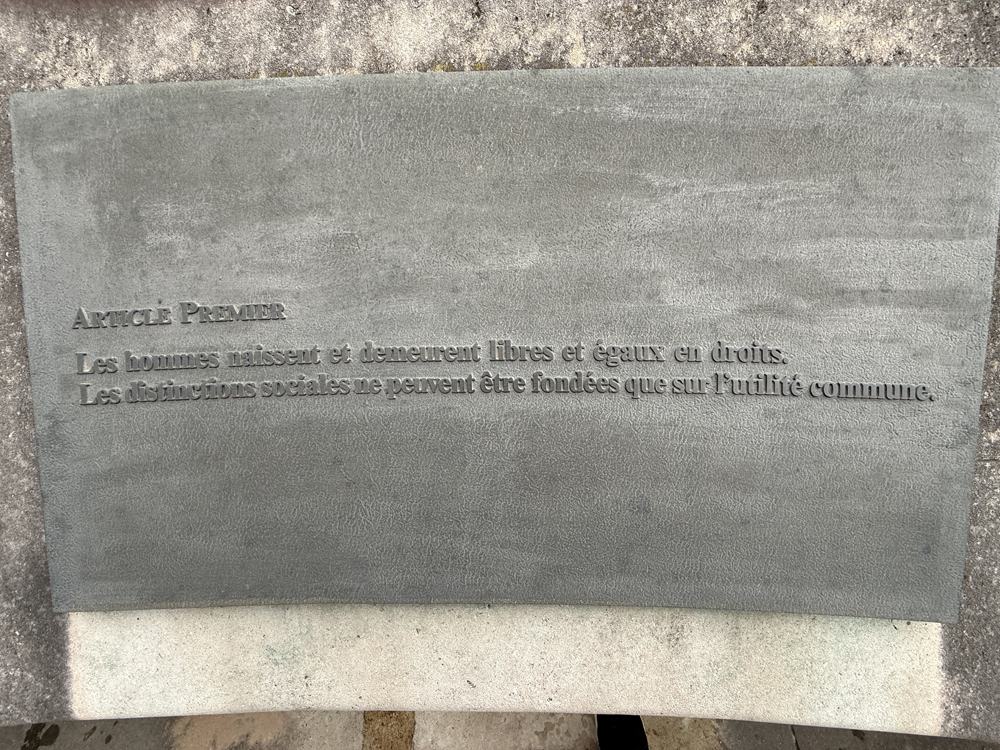 Article Premier
Les hommes naissent et demeurent libres et égaux en droits.
Les distinctions sociales ne peuvent être fondées que sur l'utilité commune.